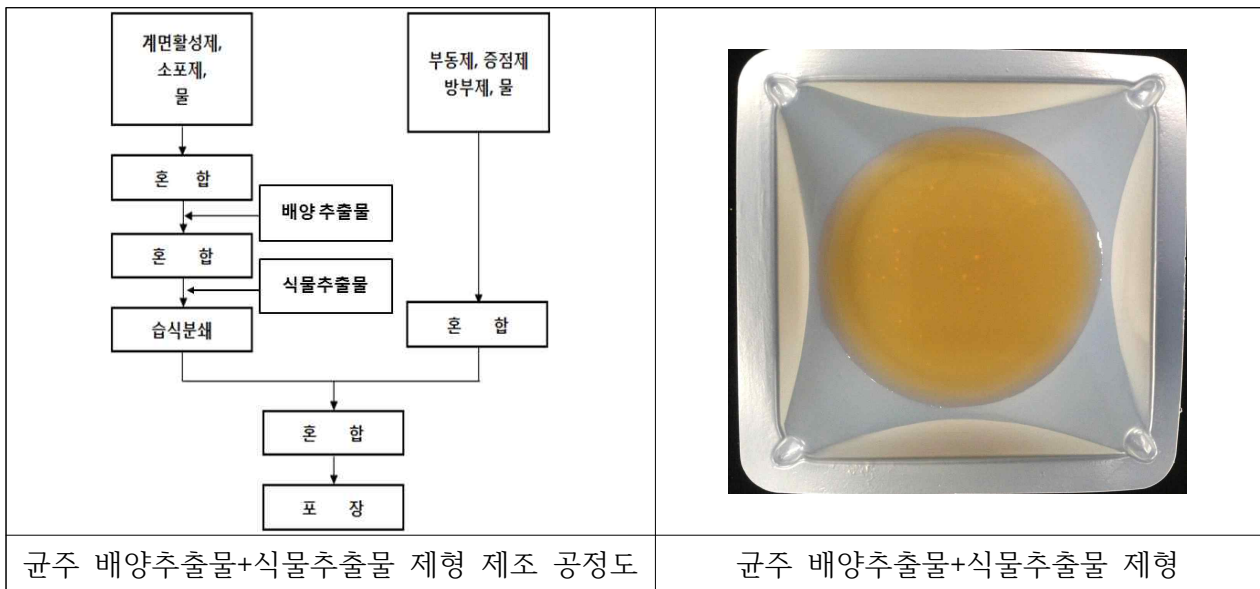 계면활성제,
소포제,
물
부동제, 증점제
방부제, 물
혼 합
배양 추출물
혼 합
식물추출물
습식분쇄
혼 합
혼 합
포 장
균주 배양추출물+식물추출물 제형 제조 공정도
균주 배양추출물+식물추출물 제형